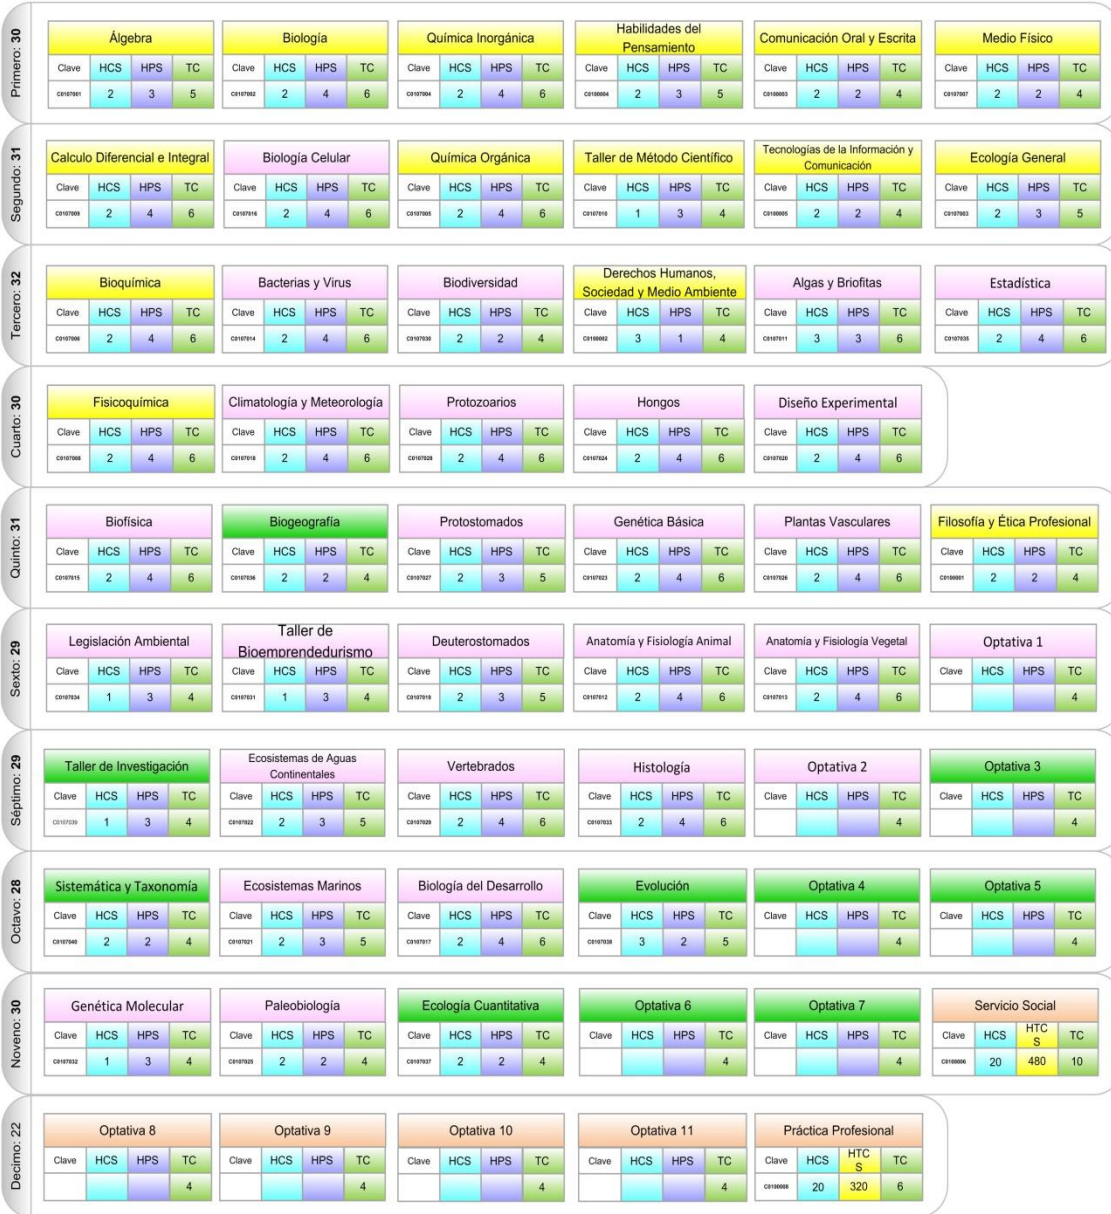 Primero: 30
Álgebra
Clave HCS HPS TC
C0107001 2 3 5
Biología
Clave HCS HPS TC
C0107002 2 4 6
Química Inorgánica
Clave HCS HPS TC
C0107004 2 4 6
Habilidades del
Pensamiento
Clave HCS HPS TC
C0100004 2 3 5
Comunicación Oral y Escrita
Clave HCS HPS TC
C0100003 2 2 4
Medio Físico
Clave HCS HPS TC
C0107007 2 2 4
Segundo: 31
Calculo Diferencial e Integral
Clave HCS HPS TC
C0107009 2 4 6
Biología Celular
Clave HCS HPS TC
C0107016 2 4 6
Química Orgánica
Clave HCS HPS TC
C0107005 2 4 6
Taller de Método Científico
Clave HCS HPS TC
C0107010 1 3 4
Tecnologías de la Información y
Comunicación
Clave HCS HPS TC
C0100005 2 2 4
Ecología General
Clave HCS HPS TC
C0107003 2 3 5
Tercero: 32
Bioquímica
Clave HCS HPS TC
C0107006 2 4 6
Bacterias y Virus
Clave HCS HPS TC
C0107014 2 4 6
Biodiversidad
Clave HCS HPS TC
C0107030 2 2 4
Derechos Humanos,
Sociedad y Medio Ambiente
Clave HCS HPS TC
C0100002 3 1 4
Algas y Briofitas
Clave HCS HPS TC
C0107011 3 3 6
Estadística
Clave HCS HPS TC
C0107035 2 4 6
Cuarto: 30
Fisicoquímica
Clave HCS HPS TC
C0107008 2 4 6
Climatología y Meteorología
Clave HCS HPS TC
C0107018 2 4 6
Protozoarios
Clave HCS HPS TC
C0107028 2 4 6
Hongos
Clave HCS HPS TC
C0107024 2 4 6
Diseño Experimental
Clave HCS HPS TC
C0107020 2 4 6
Quinto: 31
Biofísica
Clave HCS HPS TC
C0107015 2 4 6
Biogeografía
Clave HCS HPS TC
C0107036 2 2 4
Protostomados
Clave HCS HPS TC
C0107027 2 3 5
Genética Básica
Clave HCS HPS TC
C0107023 2 4 6
Plantas Vasculares
Clave HCS HPS TC
C0107026 2 4 6
Filosofía y Ética Profesional
Clave HCS HPS TC
C0100001 2 2 4
Sexto: 29
Legislación Ambiental
Clave HCS HPS TC
C0107034 1 3 4
Taller de
Bioemprendedurismo
Clave HCS HPS TC
C0107031 1 3 4
Deuterostomados
Clave HCS HPS TC
C0107019 2 3 5
Anatomía y Fisiología Animal
Clave HCS HPS TC
C0107012 2 4 6
Anatomía y Fisiología Vegetal
Clave HCS HPS TC
C0107013 2 4 6
Optativa 1
Clave HCS HPS TC
4
Séptimo: 29
Taller de Investigación
Clave HCS HPS TC
C0107039 1 3 4
Ecosistemas de Aguas
Continentales
Clave HCS HPS TC
C0107022 2 3 5
Vertebrados
Clave HCS HPS TC
C0107029 2 4 6
Histología
Clave HCS HPS TC
C0107033 2 4 6
Optativa 2
Clave HCS HPS TC
4
Optativa 3
Clave HCS HPS TC
4
Octavo: 28
Sistemática y Taxonomía
Clave HCS HPS TC
C0107040 2 2 4
Ecosistemas Marinos
Clave HCS HPS TC
C0107021 2 3 5
Biología del Desarrollo
Clave HCS HPS TC
C0107017 2 4 6
Evolución
Clave HCS HPS TC
C0107038 3 2 5
Optativa 4
Clave HCS HPS TC
4
Optativa 5
Clave HCS HPS TC
4
Noveno: 30
Genética Molecular
Clave HCS HPS TC
C0107032 1 3 4
Paleobiología
Clave HCS HPS TC
C0107025 2 2 4
Ecología Cuantitativa
Clave HCS HPS TC
C0107037 2 2 4
Optativa 6
Clave HCS HPS TC
4
Optativa 7
Clave HCS HPS TC
4
Servicio Social
Clave HCS HTC S TC
C0100006 20 480 10
Decimo: 22
Optativa 8
Clave HCS HPS TC
4
Optativa 9
Clave HCS HPS TC
4
Optativa 10
Clave HCS HPS TC
4
Optativa 11
Clave HCS HPS TC
4
Práctica Profesional
Clave HCS HTC S TC
C0100008 20 320 6